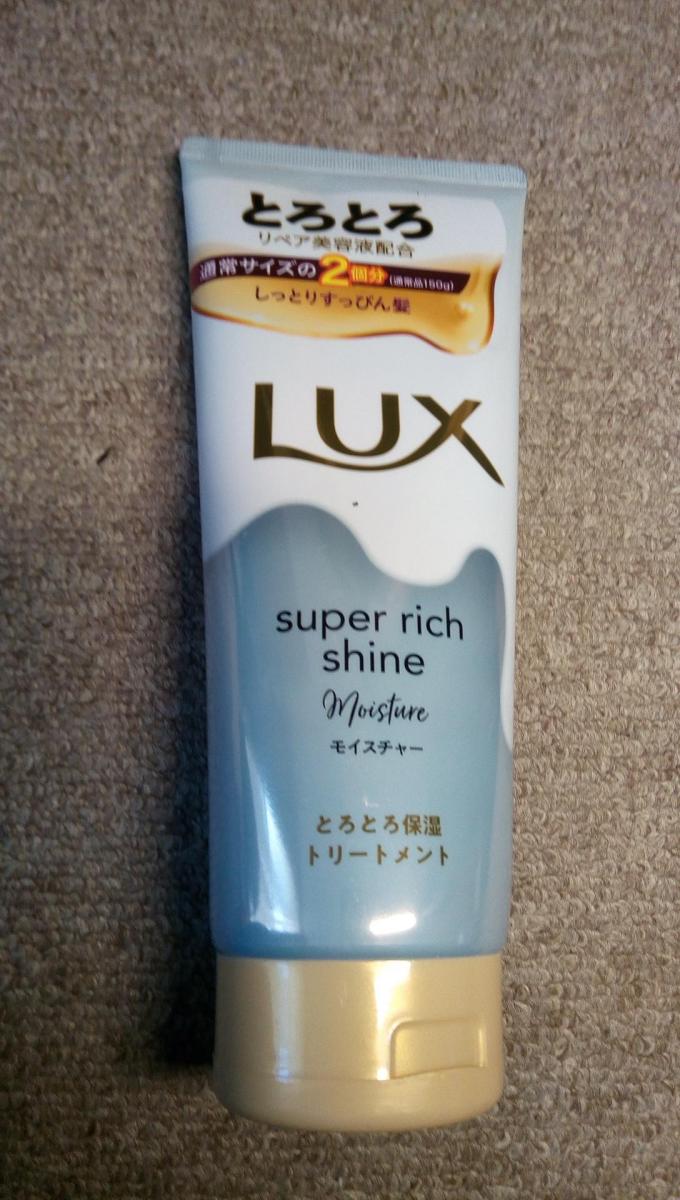 とろとろ
リペア美容液配合
通常サイズの2個分(通常品150g)
しっとりすっぴん髪
LUX
super rich
shine
Moisture
モイスチャー
とろとろ保湿
トリートメント